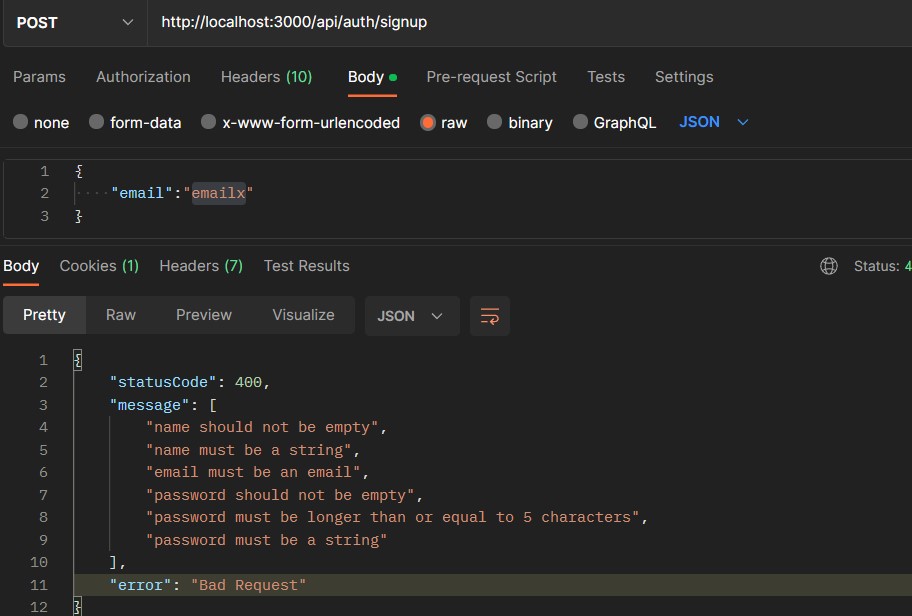 POST http://localhost:3000/api/auth/signup
Params Authorization Headers (10) Body Pre-request Script Tests Settings
none form-data x-www-form-urlencoded raw binary GraphQL JSON
1 {
2 ····"email":"emailx"
3 }
Body Cookies (1) Headers (7) Test Results Status: 4
Pretty Raw Preview Visualize JSON
1 {
2 "statusCode": 400,
3 "message": [
4 "name should not be empty",
5 "name must be a string",
6 "email must be an email",
7 "password should not be empty",
8 "password must be longer than or equal to 5 characters",
9 "password must be a string"
10 ],
11 "error": "Bad Request"
12 }